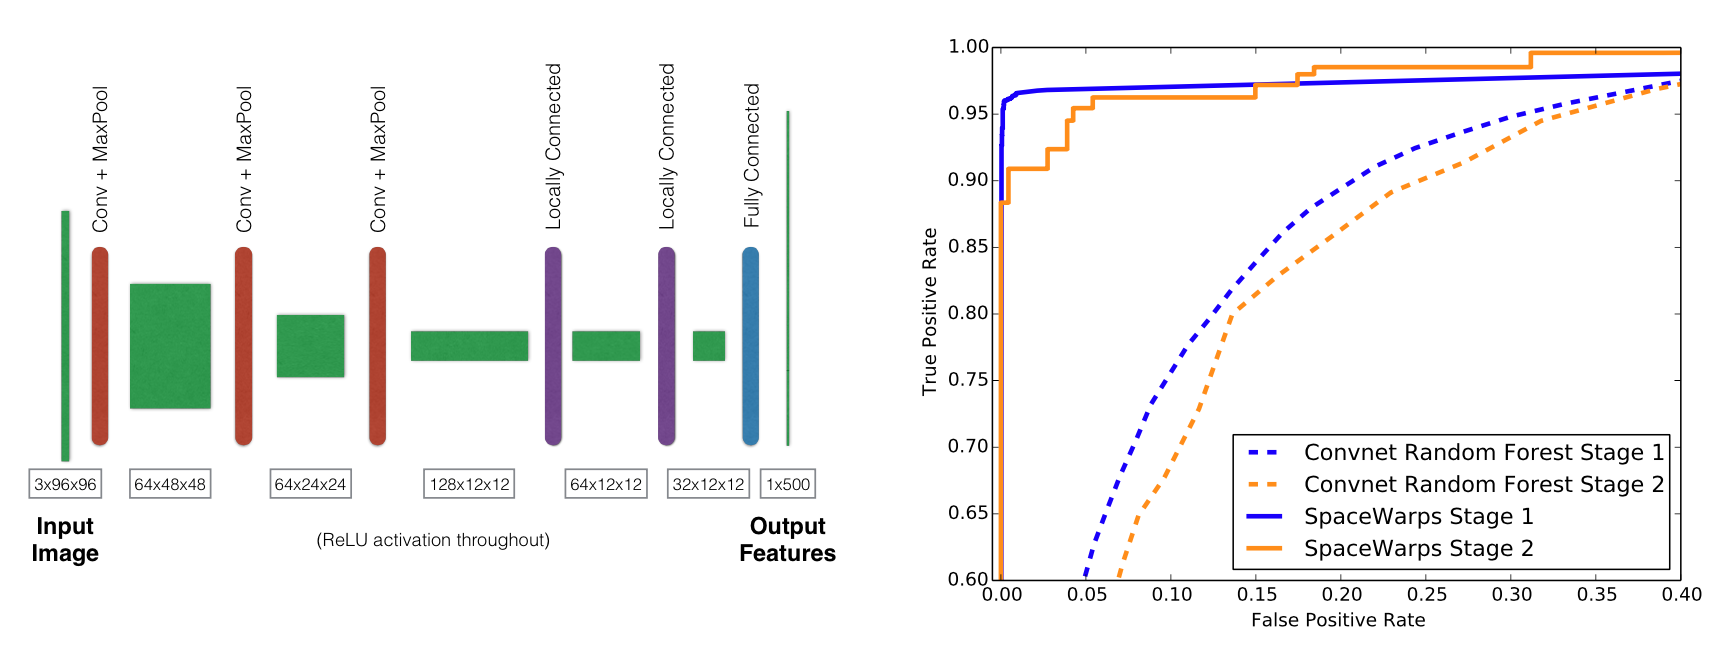 Conv + MaxPool
Conv + MaxPool
Conv + MaxPool
Locally Connected
Locally Connected
Fully Connected
3x96x96
64x48x48
64x24x24
128x12x12
64x12x12
32x12x12
1x500
Input
Image
(ReLU activation throughout)
Output
Features
True Positive Rate
1.00
0.95
0.90
0.85
0.80
0.75
0.70
0.65
0.60
Convnet Random Forest Stage 1
Convnet Random Forest Stage 2
SpaceWarps Stage 1
SpaceWarps Stage 2
0.00 0.05 0.10 0.15 0.20 0.25 0.30 0.35 0.40
False Positive Rate